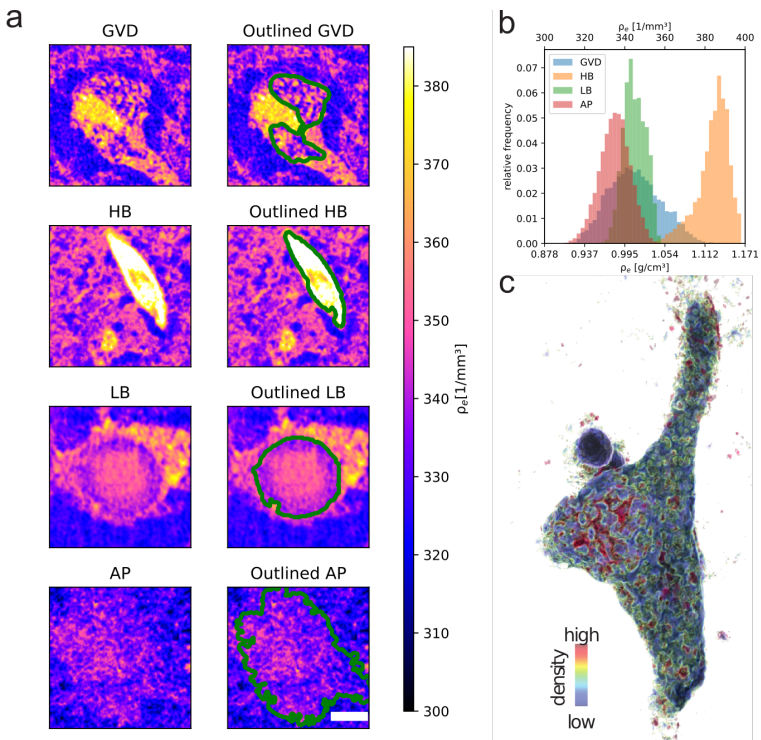 a
GVD
Outlined GVD
HB
Outlined HB
LB
Outlined LB
AP
Outlined AP
380
370
360
350
340
330
320
310
300
ρₑ[1/mm³]
b
ρₑ [1/mm³]
300 320 340 360 380 400
relative frequency
0.07
0.06
0.05
0.04
0.03
0.02
0.01
0.00
GVD
HB
LB
AP
0.878 0.937 0.995 1.054 1.112 1.171
ρₑ [g/cm³]
c
high
density
low